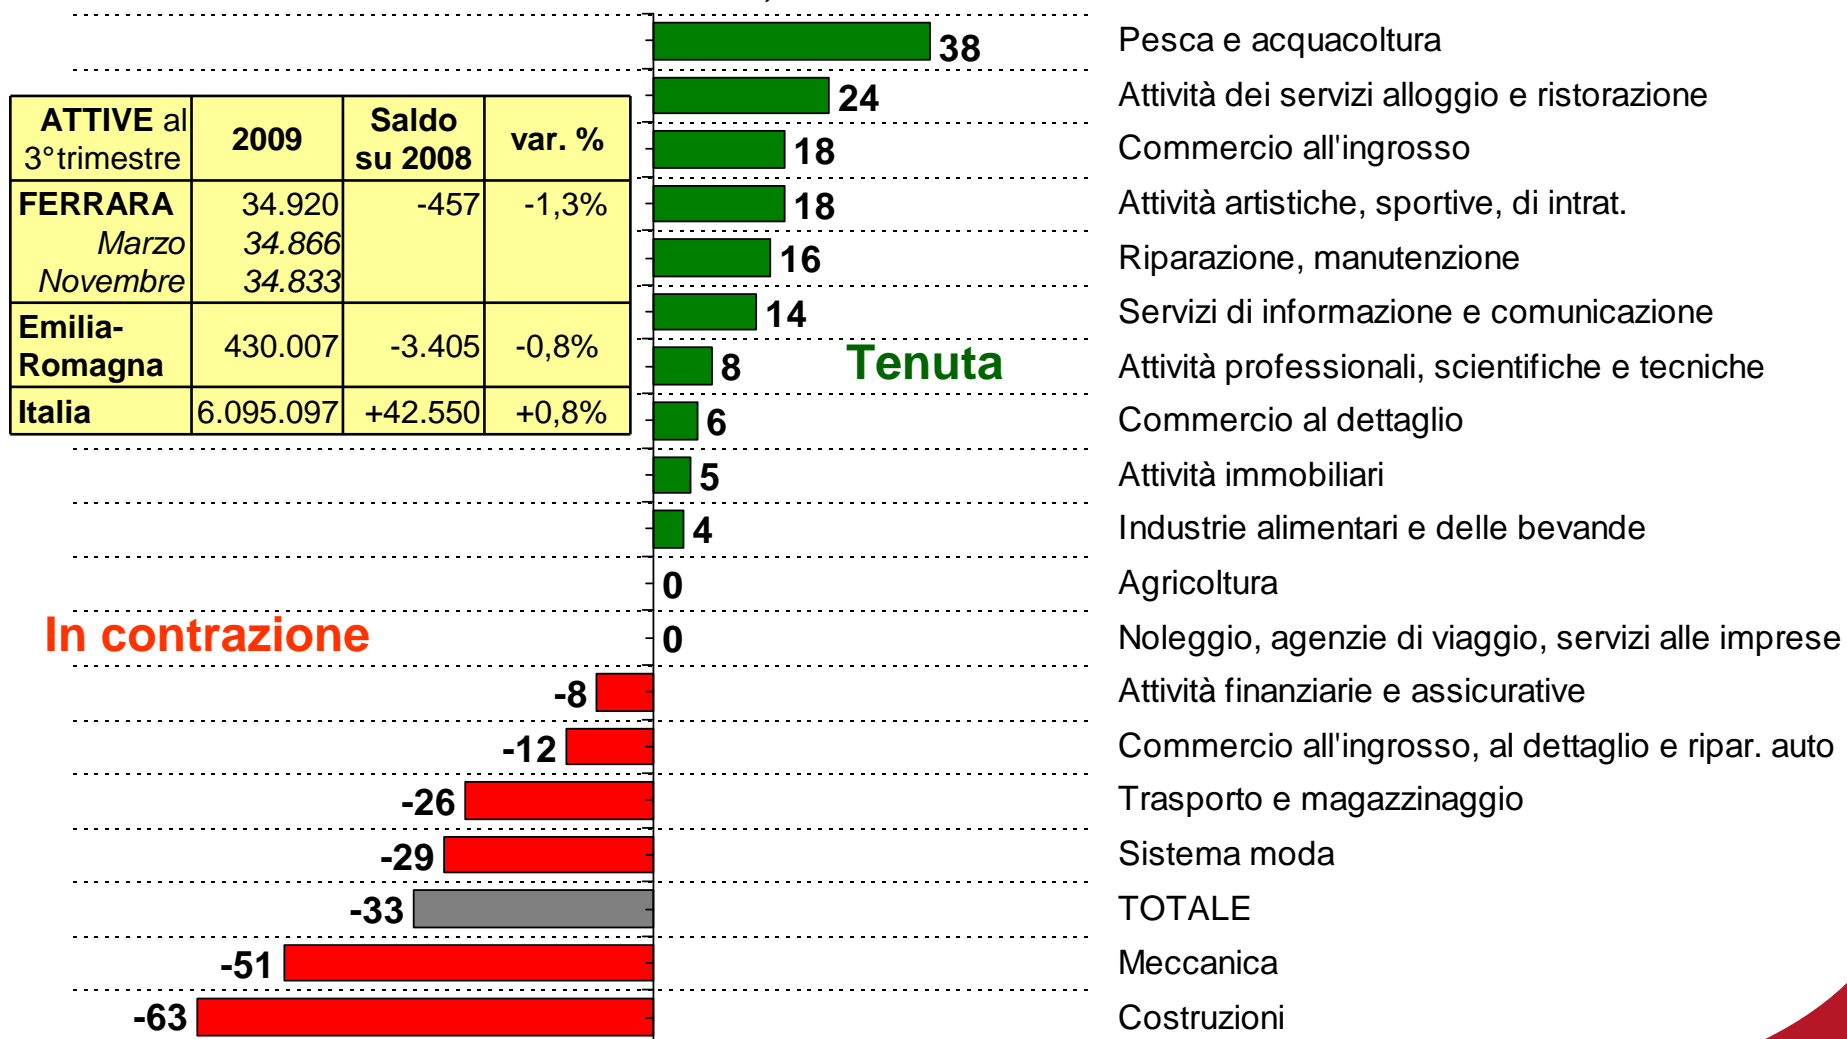 38 Pesca e acquacoltura
24 Attività dei servizi alloggio e ristorazione
18 Commercio all'ingrosso
18 Attività artistiche, sportive, di intrat.
16 Riparazione, manutenzione
14 Servizi di informazione e comunicazione
8 Attività professionali, scientifiche e tecniche
6 Commercio al dettaglio
5 Attività immobiliari
4 Industrie alimentari e delle bevande
0 Agricoltura
0 Noleggio, agenzie di viaggio, servizi alle imprese
-8 Attività finanziarie e assicurative
-12 Commercio all'ingrosso, al dettaglio e ripar. auto
-26 Trasporto e magazzinaggio
-29 Sistema moda
-33 TOTALE
-51 Meccanica
-63 Costruzioni
Tenuta
In contrazione
ATTIVE al 3° trimestre 2009 Saldo su 2008 var. %
FERRARA 34.920 -457 -1,3%
Marzo 34.866
Novembre 34.833
Emilia-Romagna 430.007 -3.405 -0,8%
Italia 6.095.097 +42.550 +0,8%